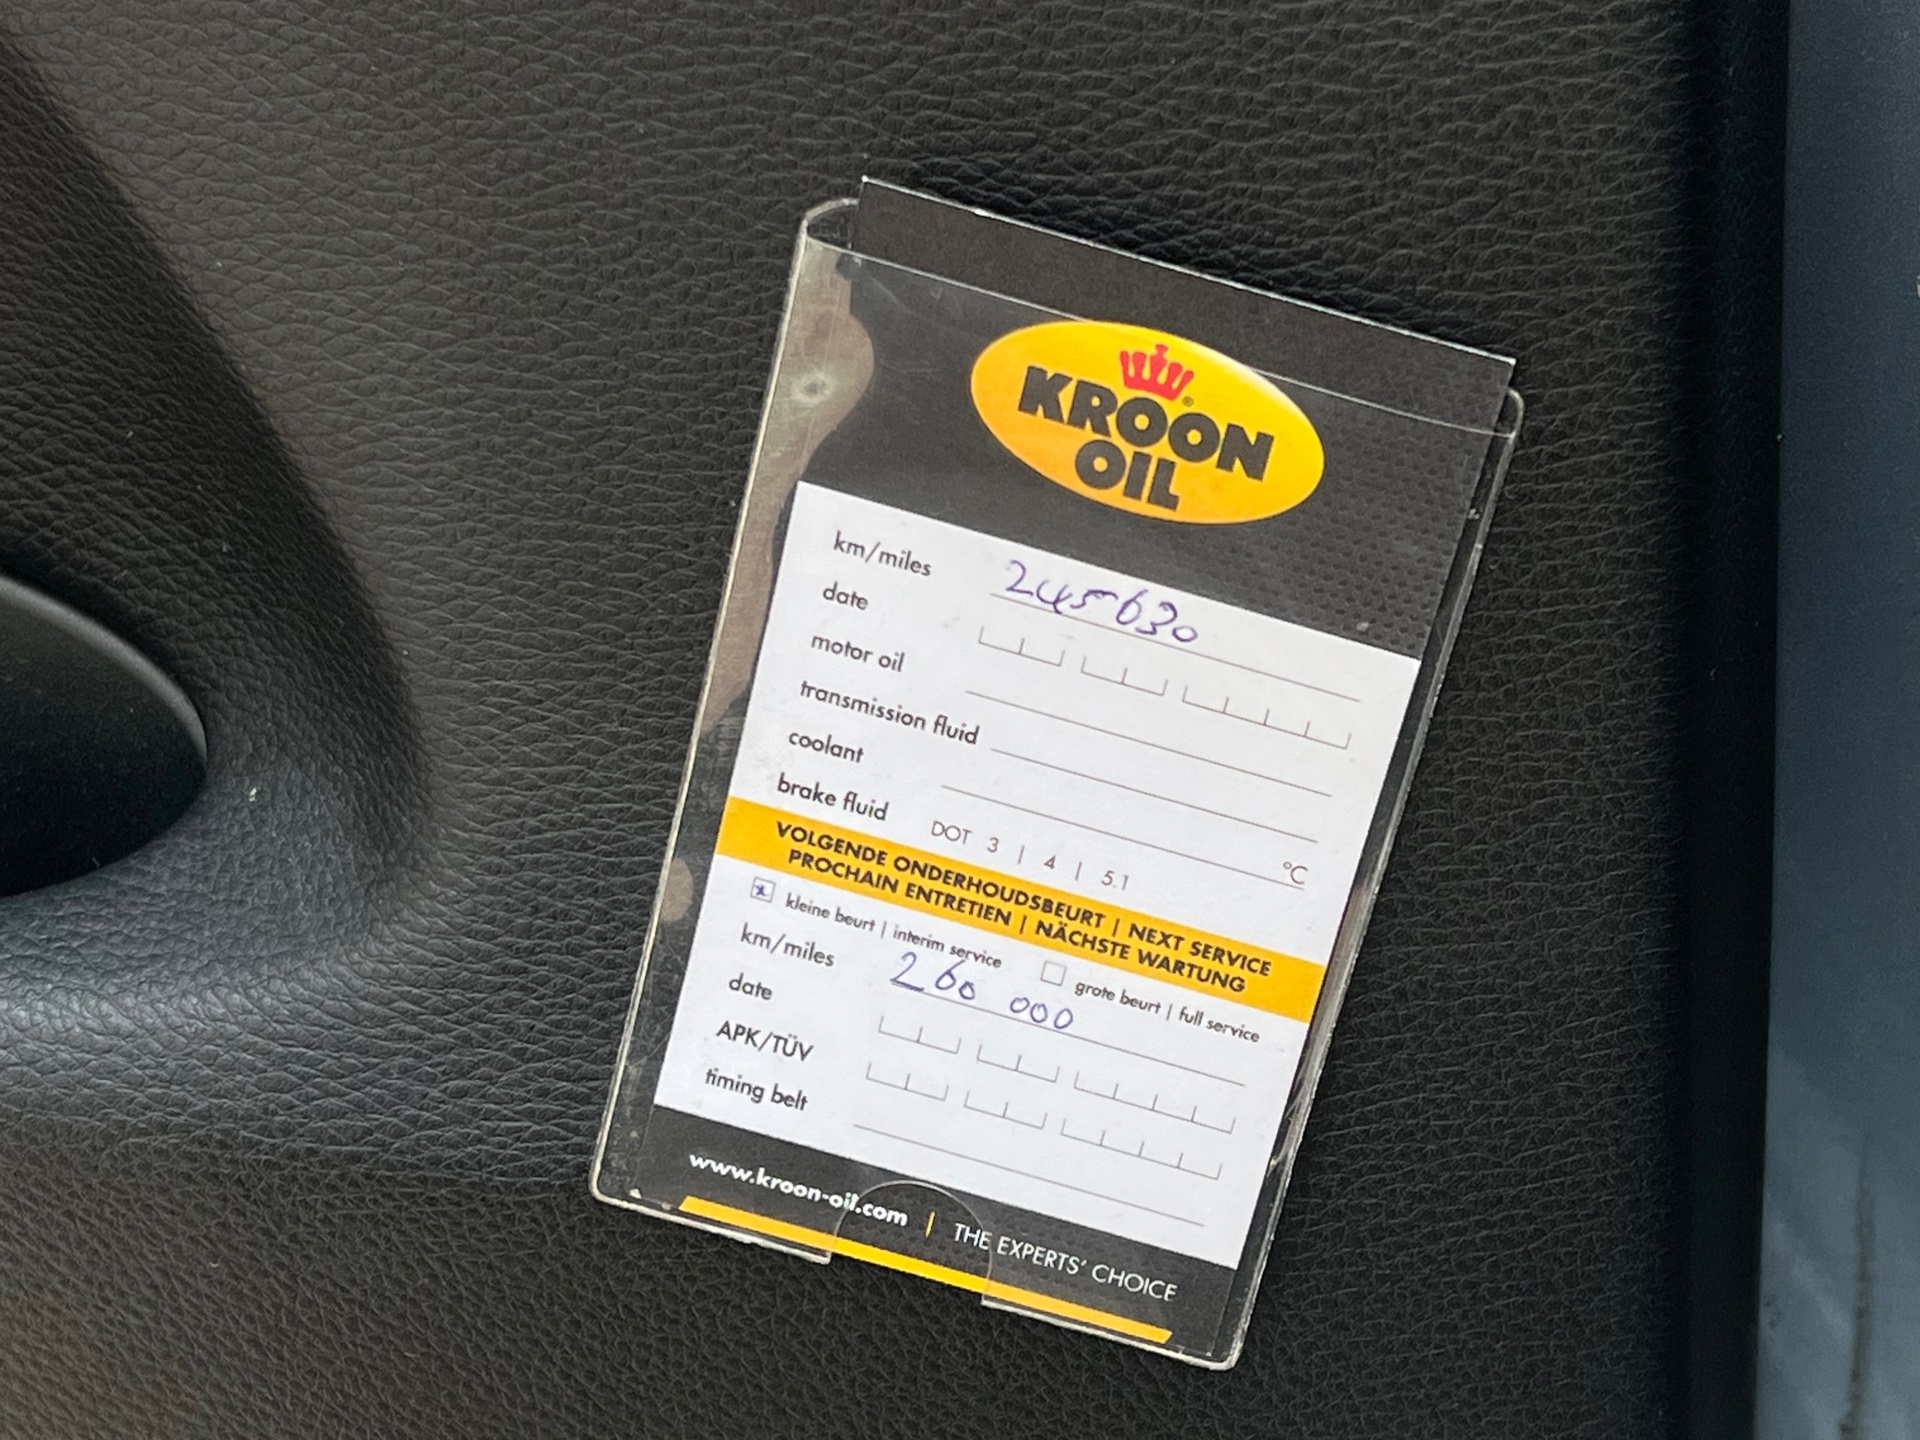 KROON
OIL
km/miles 245630
date
motor oil
transmission fluid
coolant °C
brake fluid DOT 3 | 4 | 5.1
VOLGENDE ONDERHOUDSBEURT | NEXT SERVICE
PROCHAIN ENTRETIEN | NÄCHSTE WARTUNG
x kleine beurt | interim service grote beurt | full service
km/miles 260 000
date
APK/TÜV
timing belt
www.kroon-oil.com | THE EXPERTS' CHOICE